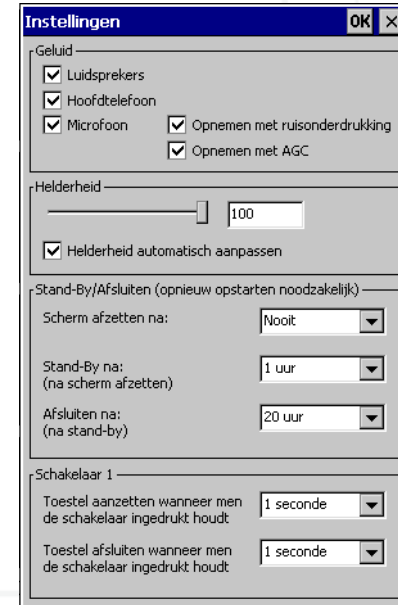 Instellingen OK ×
Geluid
Luidsprekers
Hoofdtelefoon
Microfoon Opnemen met ruisonderdrukking
Opnemen met AGC
Helderheid
100
Helderheid automatisch aanpassen
Stand-By/Afsluiten (opnieuw opstarten noodzakelijk)
Scherm afzetten na: Nooit
Stand-By na: 1 uur
(na scherm afzetten)
Afsluiten na: 20 uur
(na stand-by)
Schakelaar 1
Toestel aanzetten wanneer men 1 seconde
de schakelaar ingedrukt houdt
Toestel afsluiten wanneer men 1 seconde
de schakelaar ingedrukt houdt